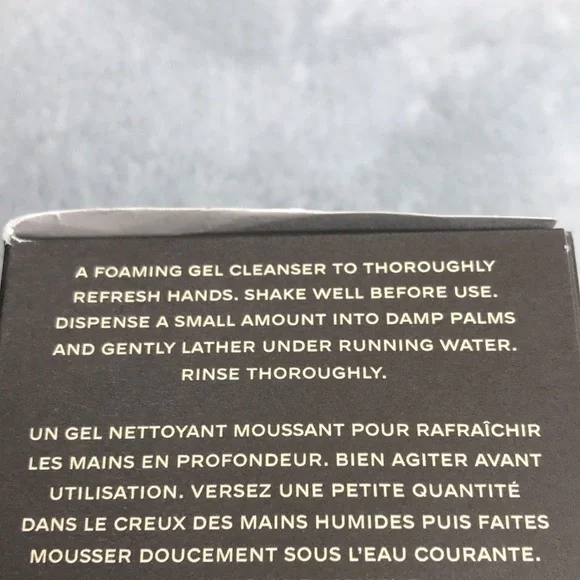 A FOAMING GEL CLEANSER TO THOROUGHLY
REFRESH HANDS. SHAKE WELL BEFORE USE.
DISPENSE A SMALL AMOUNT INTO DAMP PALMS
AND GENTLY LATHER UNDER RUNNING WATER.
RINSE THOROUGHLY.
UN GEL NETTOYANT MOUSSANT POUR RAFRAÎCHIR
LES MAINS EN PROFONDEUR. BIEN AGITER AVANT
UTILISATION. VERSEZ UNE PETITE QUANTITÉ
DANS LE CREUX DES MAINS HUMIDES PUIS FAITES
MOUSSER DOUCEMENT SOUS L'EAU COURANTE.